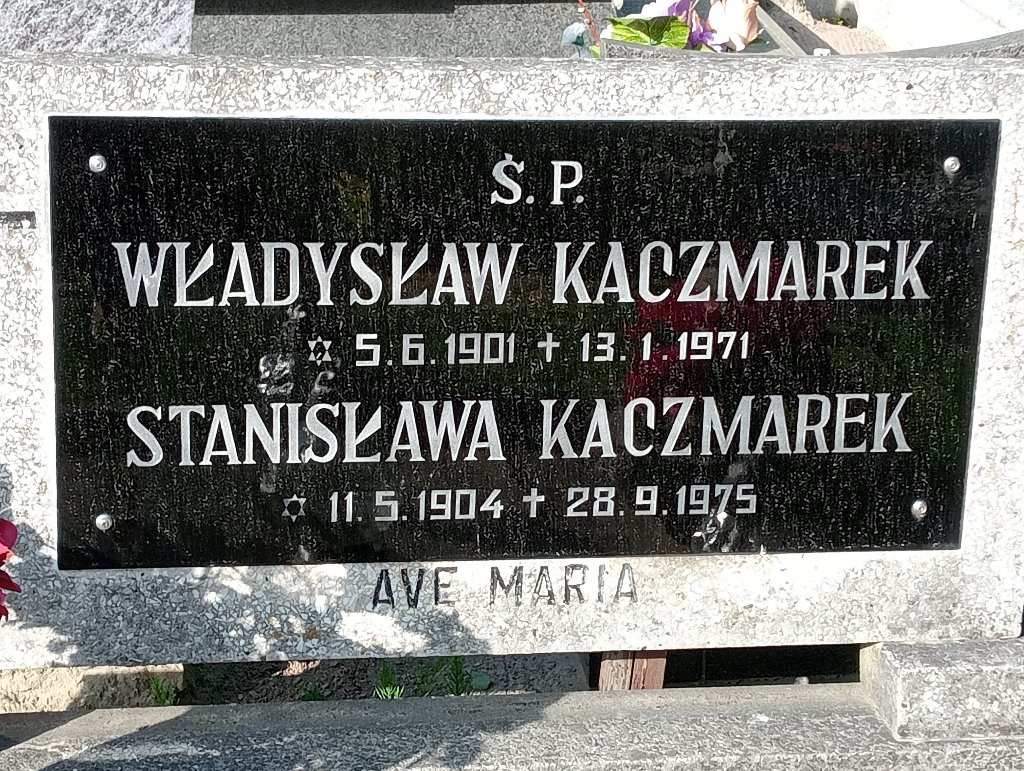 Ś.P.
WŁADYSŁAW KACZMAREK
✡ 5.6.1901 ✝ 13.1.1971
STANISŁAWA KACZMAREK
✡ 11.5.1904 ✝ 28.9.1975
AVE MARIA